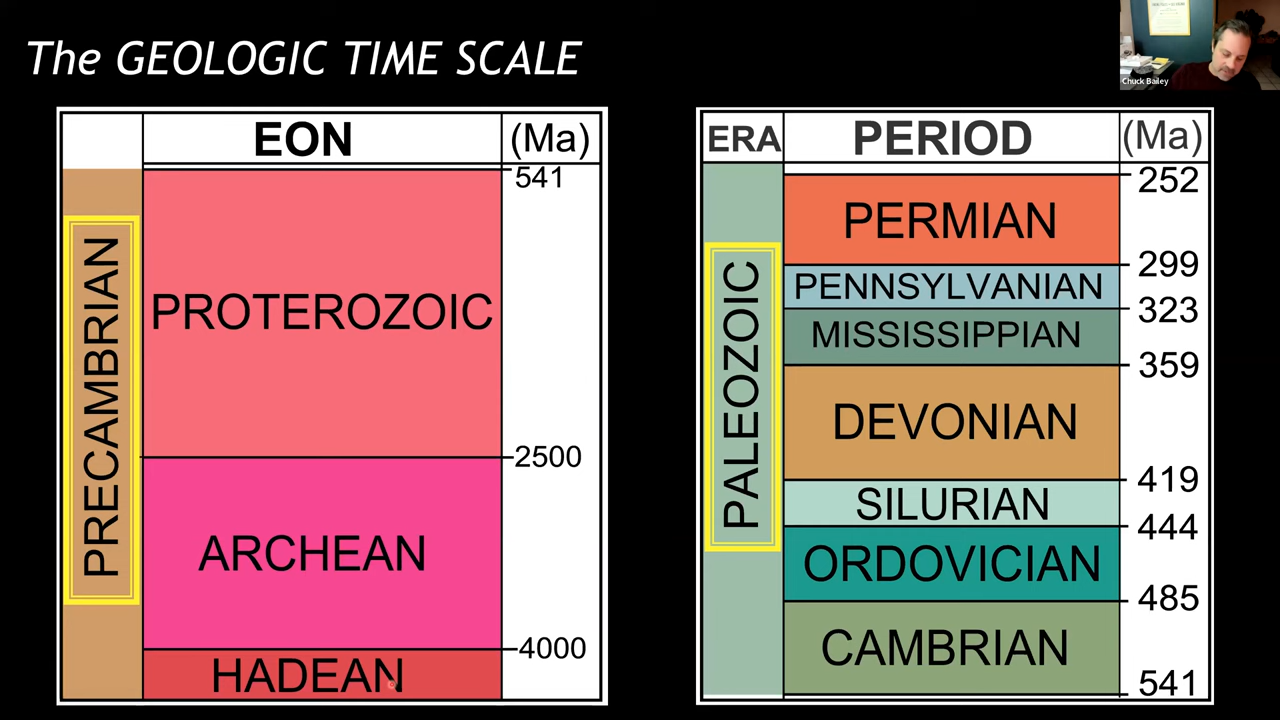 The GEOLOGIC TIME SCALE
Chuck Bailey
EON
(Ma)
541
PRECAMBRIAN
PROTEROZOIC
2500
ARCHEAN
4000
HADEAN
ERA
PERIOD
(Ma)
252
PALEOZOIC
PERMIAN
299
PENNSYLVANIAN
323
MISSISSIPPIAN
359
DEVONIAN
419
SILURIAN
444
ORDOVICIAN
485
CAMBRIAN
541